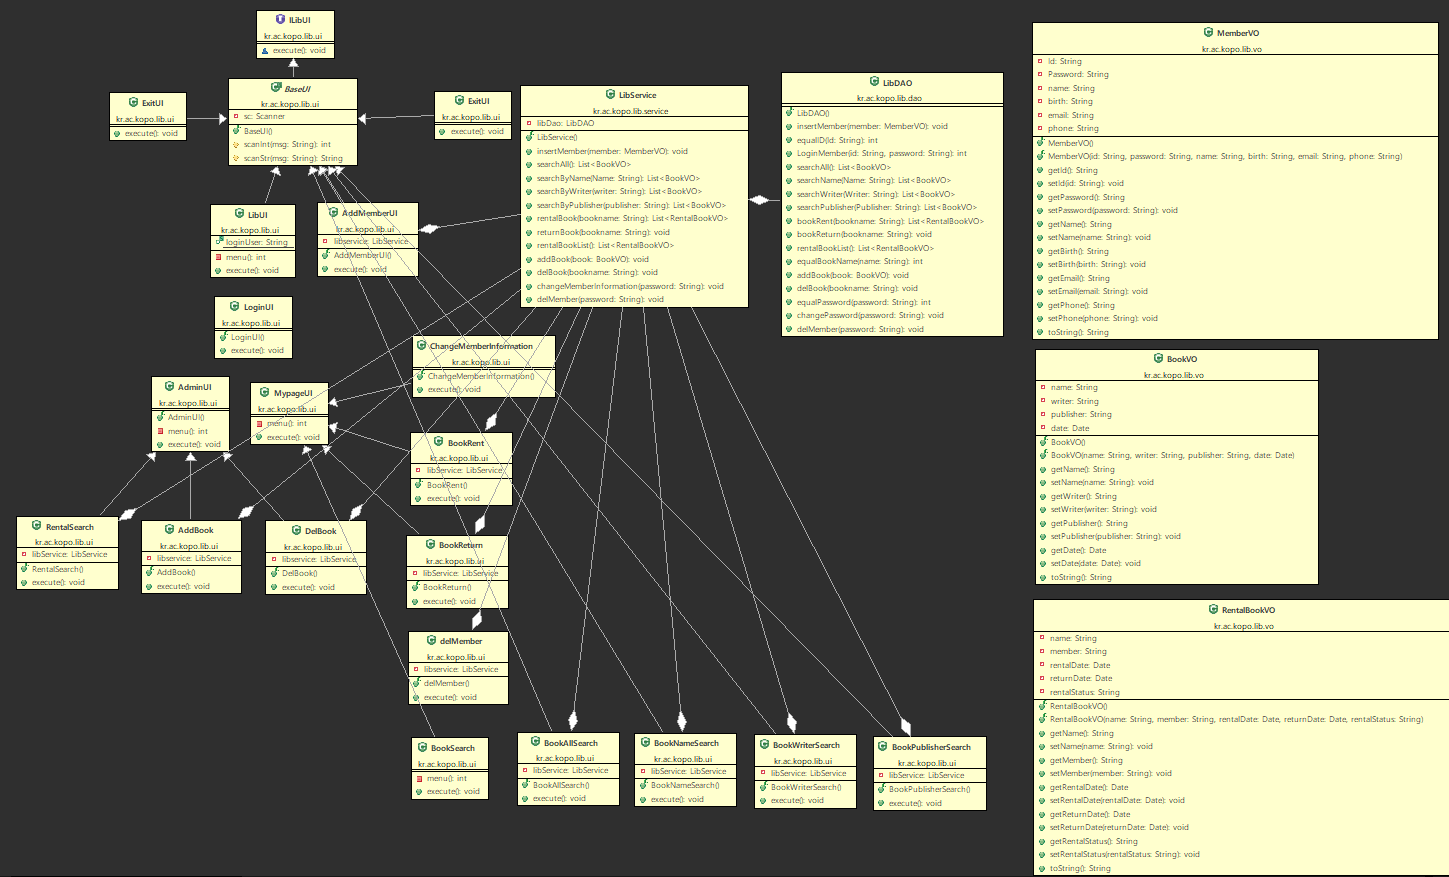 ILibUI
kr.ac.kopo.lib.ui
execute(): void
BaseUI
kr.ac.kopo.lib.ui
sc: Scanner
BaseUI()
scanInt(msg: String): int
scanStr(msg: String): String
ExitUI
kr.ac.kopo.lib.ui
execute(): void
ExitUI
kr.ac.kopo.lib.ui
execute(): void
LibService
kr.ac.kopo.lib.service
libDao: LibDAO
LibService()
insertMember(member: MemberVO): void
searchAll(): List<BookVO>
searchByName(Name: String): List<BookVO>
searchByWriter(writer: String): List<BookVO>
searchByPublisher(publisher: String): List<BookVO>
rentalBook(bookname: String): List<RentalBookVO>
returnBook(bookname: String): void
rentalBookList(): List<RentalBookVO>
addBook(book: BookVO): void
delBook(bookname: String): void
changeMemberInformation(password: String): void
delMember(password: String): void
LibDAO
kr.ac.kopo.lib.dao
LibDAO()
insertMember(member: MemberVO): void
equalID(Id: String): int
LoginMember(id: String, password: String): int
searchAll(): List<BookVO>
searchName(Name: String): List<BookVO>
searchWriter(Writer: String): List<BookVO>
searchPublisher(Publisher: String): List<BookVO>
bookRent(bookname: String): List<RentalBookVO>
bookReturn(bookname: String): void
rentalBookList(): List<RentalBookVO>
equalBookName(name: String): int
addBook(book: BookVO): void
delBook(bookname: String): void
equalPassword(password: String): int
changePassword(password: String): void
delMember(password: String): void
MemberVO
kr.ac.kopo.lib.vo
Id: String
Password: String
name: String
birth: String
email: String
phone: String
MemberVO()
MemberVO(id: String, password: String, name: String, birth: String, email: String, phone: String)
getId(): String
setId(id: String): void
getPassword(): String
setPassword(password: String): void
getName(): String
setName(name: String): void
getBirth(): String
setBirth(birth: String): void
getEmail(): String
setEmail(email: String): void
getPhone(): String
setPhone(phone: String): void
toString(): String
LibUI
kr.ac.kopo.lib.ui
loginUser: String
menu(): int
execute(): void
AddMemberUI
kr.ac.kopo.lib.ui
libservice: LibService
AddMemberUI()
execute(): void
LoginUI
kr.ac.kopo.lib.ui
LoginUI()
execute(): void
ChangeMemberInformation
kr.ac.kopo.lib.ui
ChangeMemberInformation()
execute(): void
AdminUI
kr.ac.kopo.lib.ui
AdminUI()
menu(): int
execute(): void
MypageUI
kr.ac.kopo.lib.ui
menu(): int
execute(): void
BookRent
kr.ac.kopo.lib.ui
libService: LibService
BookRent()
execute(): void
BookVO
kr.ac.kopo.lib.vo
name: String
writer: String
publisher: String
date: Date
BookVO()
BookVO(name: String, writer: String, publisher: String, date: Date)
getName(): String
setName(name: String): void
getWriter(): String
setWriter(writer: String): void
getPublisher(): String
setPublisher(publisher: String): void
getDate(): Date
setDate(date: Date): void
toString(): String
RentalSearch
kr.ac.kopo.lib.ui
libService: LibService
RentalSearch()
execute(): void
AddBook
kr.ac.kopo.lib.ui
libservice: LibService
AddBook()
execute(): void
DelBook
kr.ac.kopo.lib.ui
libservice: LibService
DelBook()
execute(): void
BookReturn
kr.ac.kopo.lib.ui
libService: LibService
BookReturn()
execute(): void
delMember
kr.ac.kopo.lib.ui
libservice: LibService
delMember()
execute(): void
RentalBookVO
kr.ac.kopo.lib.vo
name: String
member: String
rentalDate: Date
returnDate: Date
rentalStatus: String
RentalBookVO()
RentalBookVO(name: String, member: String, rentalDate: Date, returnDate: Date, rentalStatus: String)
getName(): String
setName(name: String): void
getMember(): String
setMember(member: String): void
getRentalDate(): Date
setRentalDate(rentalDate: Date): void
getReturnDate(): Date
setReturnDate(returnDate: Date): void
getRentalStatus(): String
setRentalStatus(rentalStatus: String): void
toString(): String
BookSearch
kr.ac.kopo.lib.ui
menu(): int
execute(): void
BookAllSearch
kr.ac.kopo.lib.ui
libService: LibService
BookAllSearch()
execute(): void
BookNameSearch
kr.ac.kopo.lib.ui
libService: LibService
BookNameSearch()
execute(): void
BookWriterSearch
kr.ac.kopo.lib.ui
libService: LibService
BookWriterSearch()
execute(): void
BookPublisherSearch
kr.ac.kopo.lib.ui
libService: LibService
BookPublisherSearch()
execute(): void